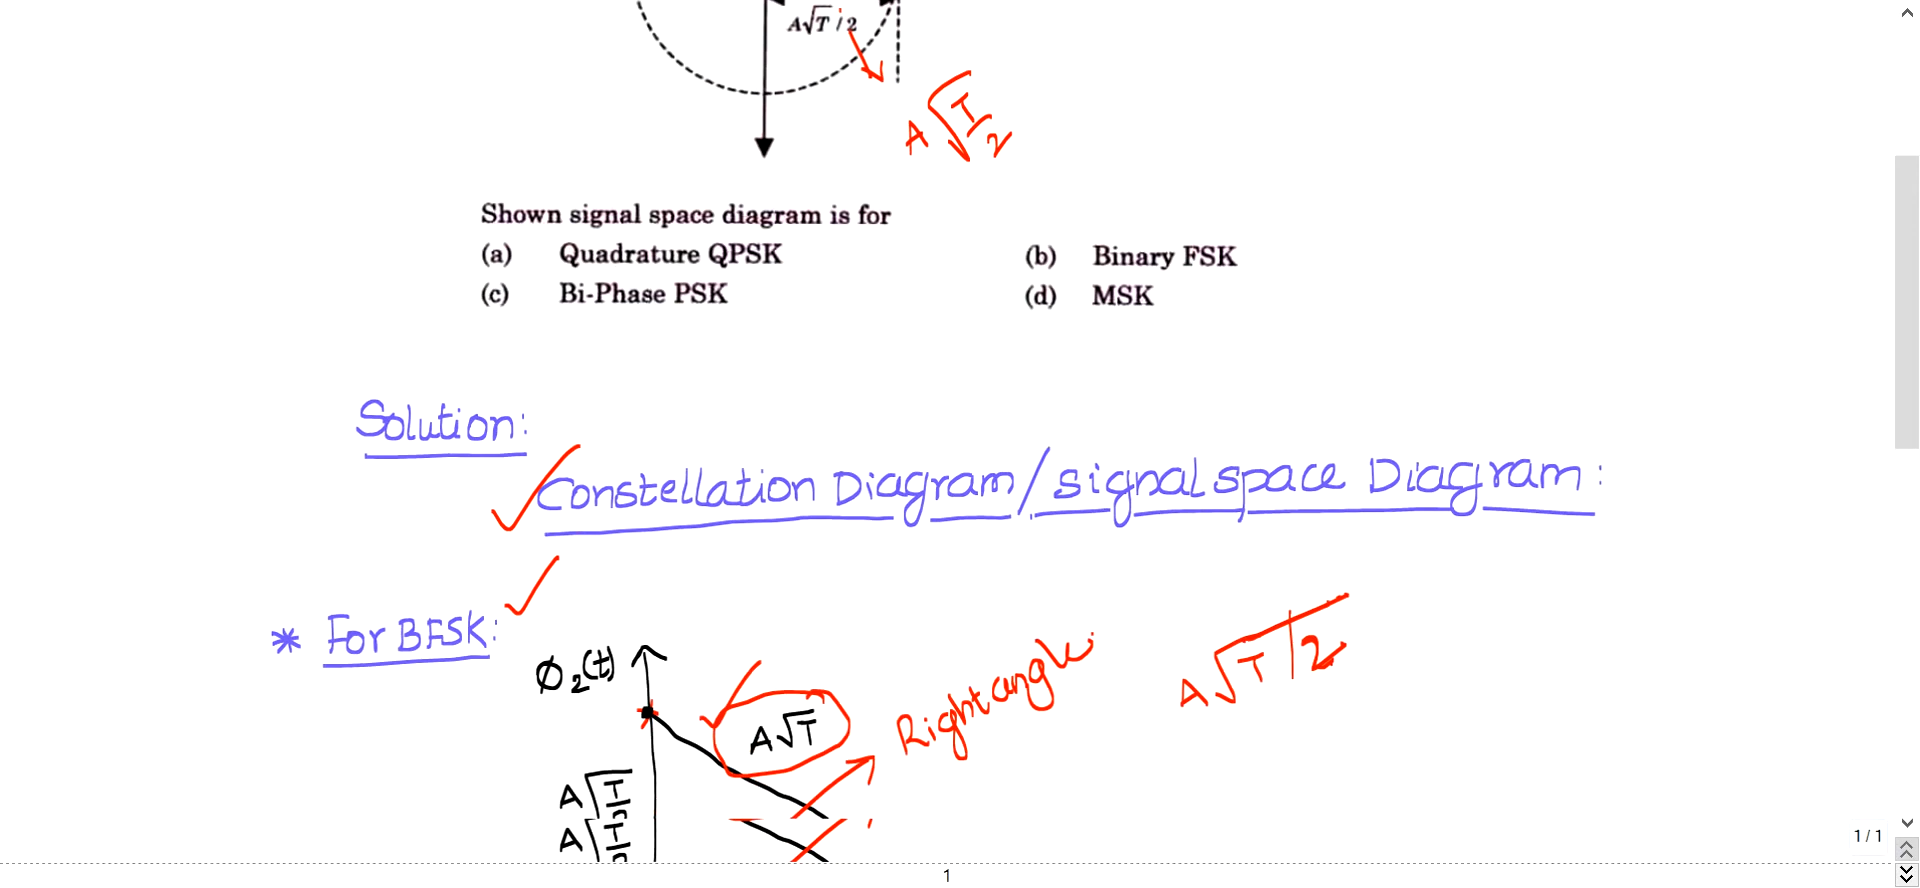 A√T/2
A√T/2
Shown signal space diagram is for
(a) Quadrature QPSK (b) Binary FSK
(c) Bi-Phase PSK (d) MSK
Solution:
Constellation Diagram/signal space Diagram:
* For BFSK:
Φ2(t)
A√T
Right angle
A√T/2
A√T/2
A√T/2
1 / 1
1